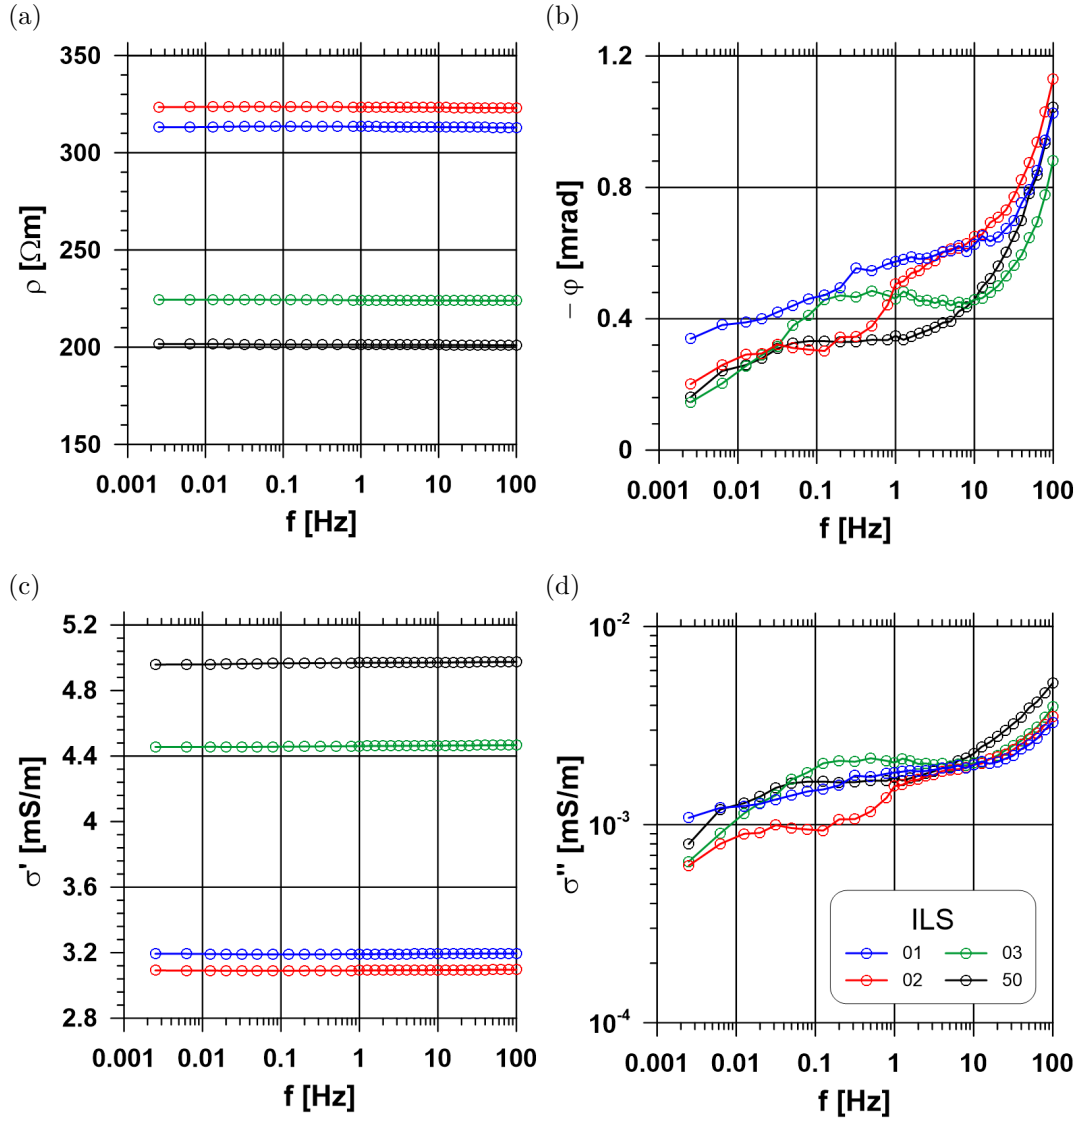 (a)
350
300
250
200
150
ρ [Ωm]
0.001 0.01 0.1 1 10 100
f [Hz]
(b)
1.2
0.8
0.4
0
− φ [mrad]
0.001 0.01 0.1 1 10 100
f [Hz]
(c)
5.2
4.8
4.4
4
3.6
3.2
2.8
σ' [mS/m]
0.001 0.01 0.1 1 10 100
f [Hz]
(d)
10-2
10-3
10-4
σ'' [mS/m]
ILS
01 03
02 50
0.001 0.01 0.1 1 10 100
f [Hz]